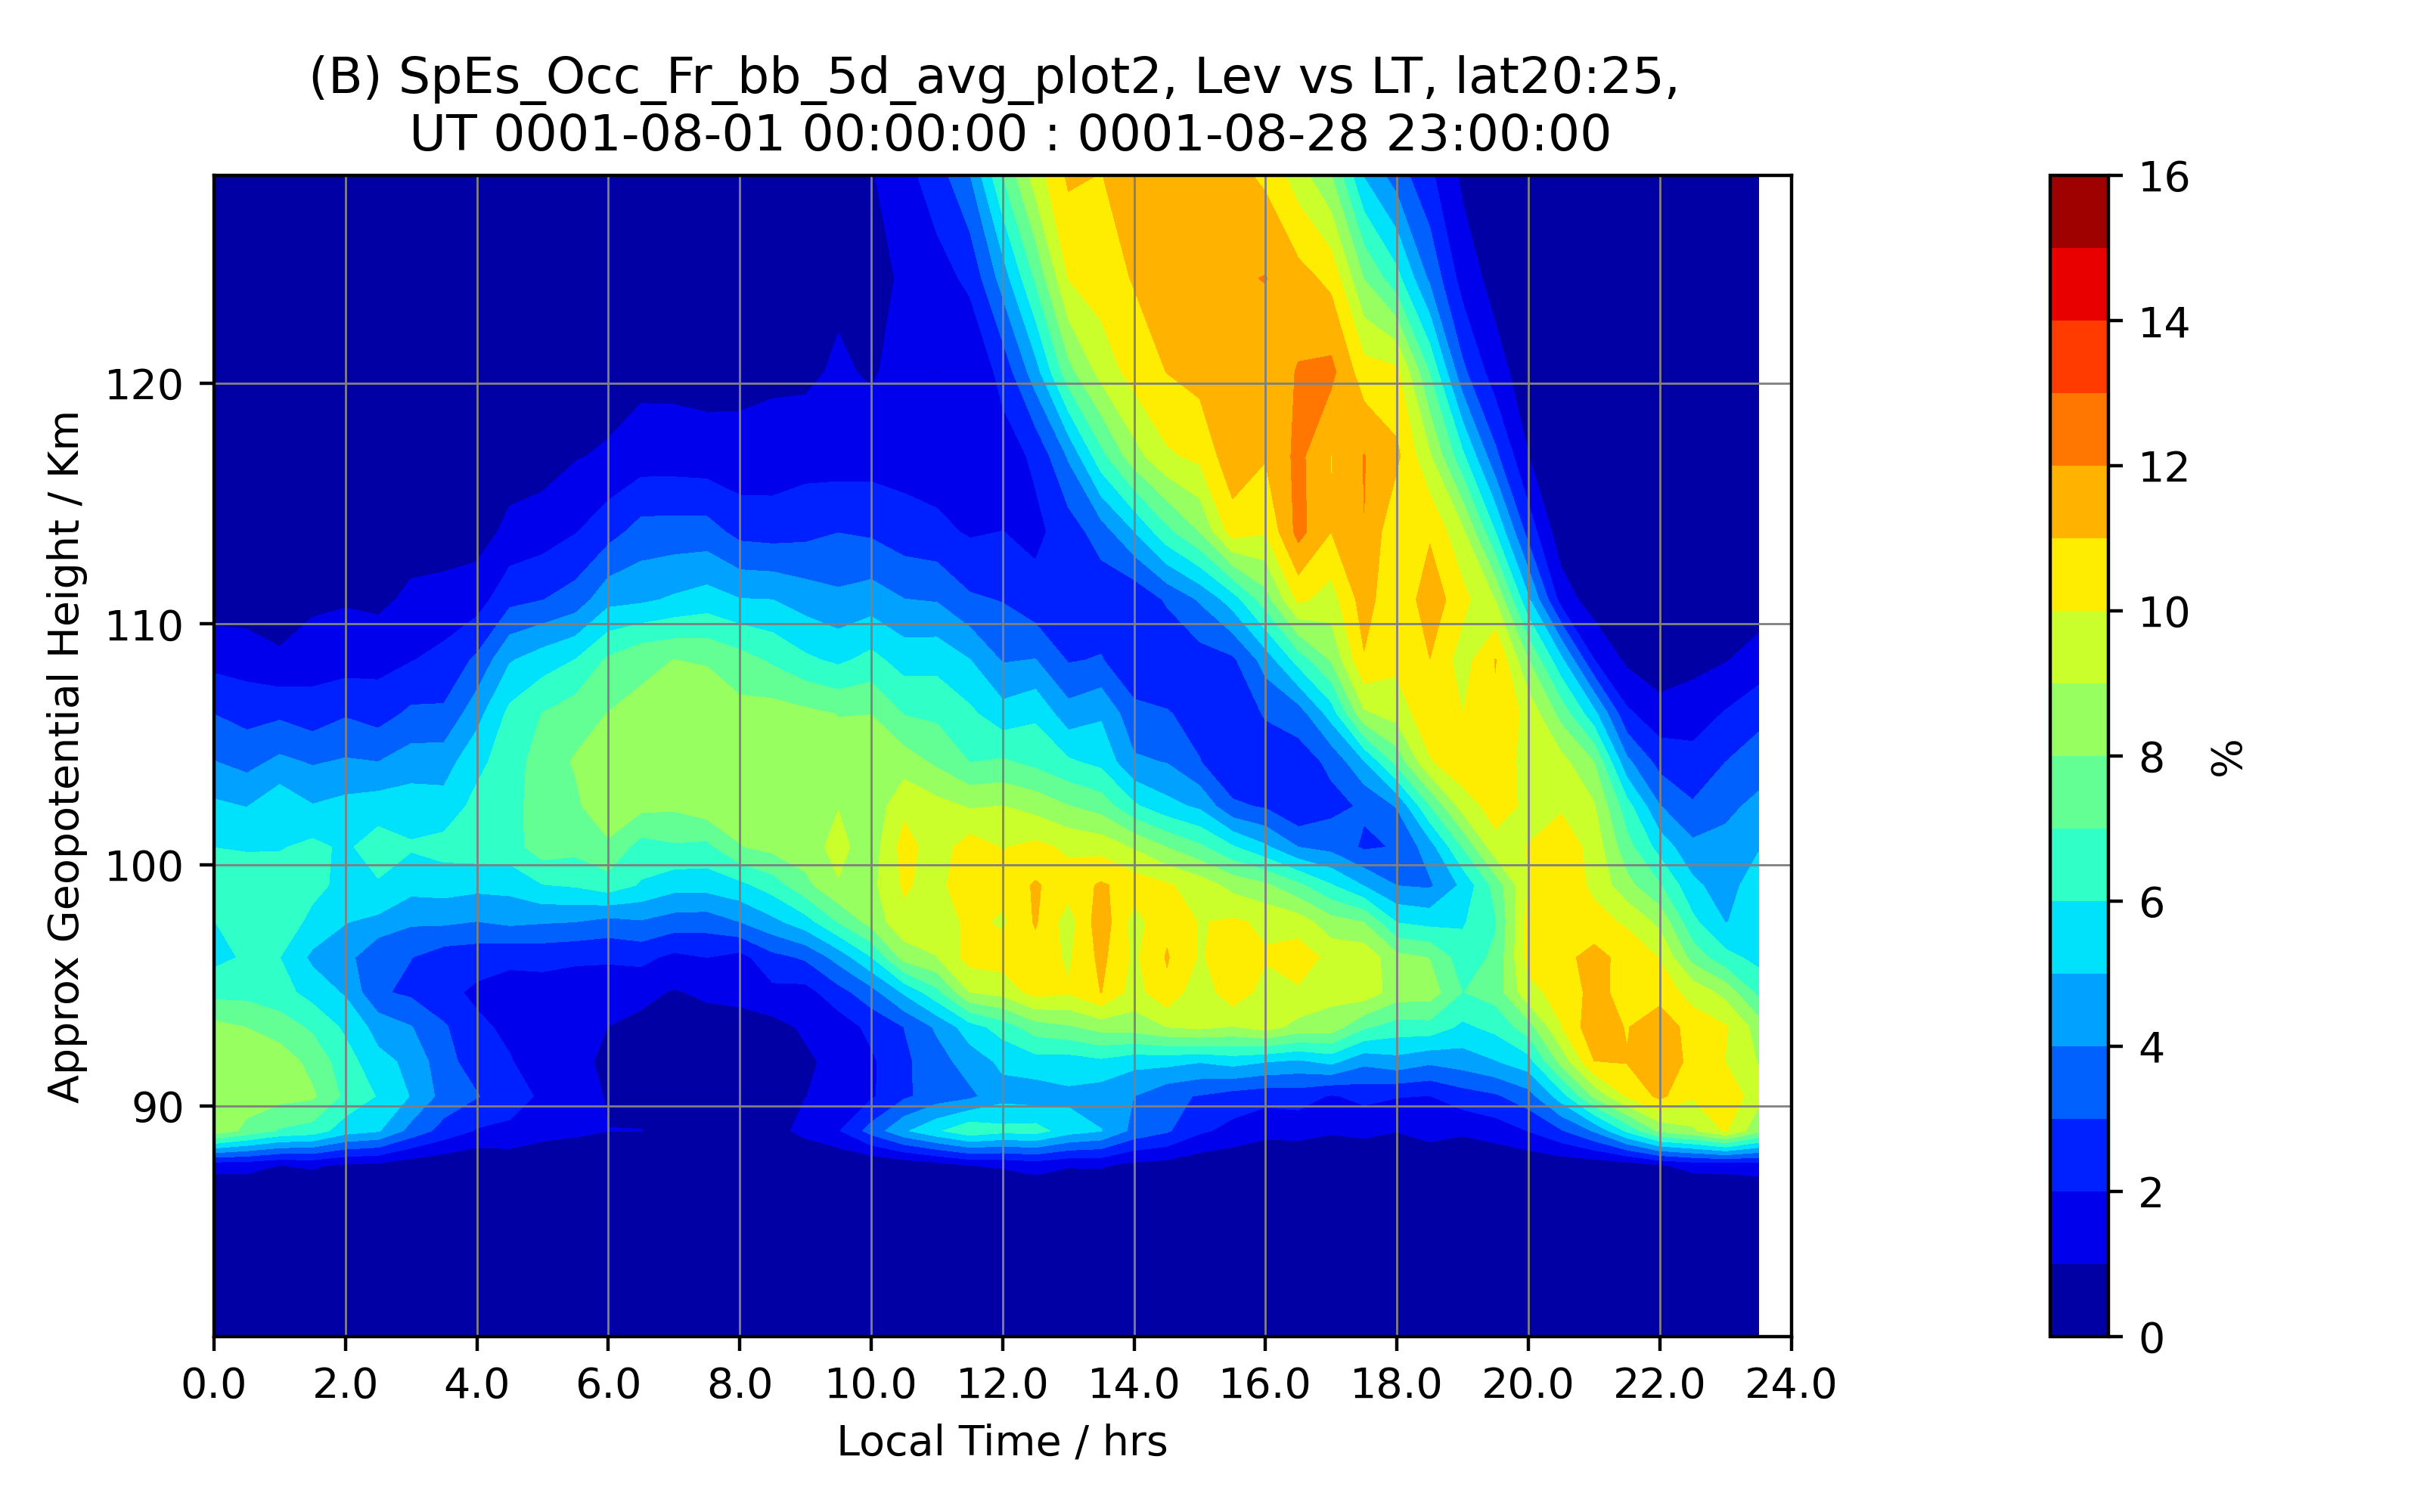 (B) SpEs_Occ_Fr_bb_5d_avg_plot2, Lev vs LT, lat20:25,
UT 0001-08-01 00:00:00 : 0001-08-28 23:00:00
Approx Geopotential Height / Km
120
110
100
90
0.0 2.0 4.0 6.0 8.0 10.0 12.0 14.0 16.0 18.0 20.0 22.0 24.0
Local Time / hrs
16
14
12
10
8
6
4
2
0
%